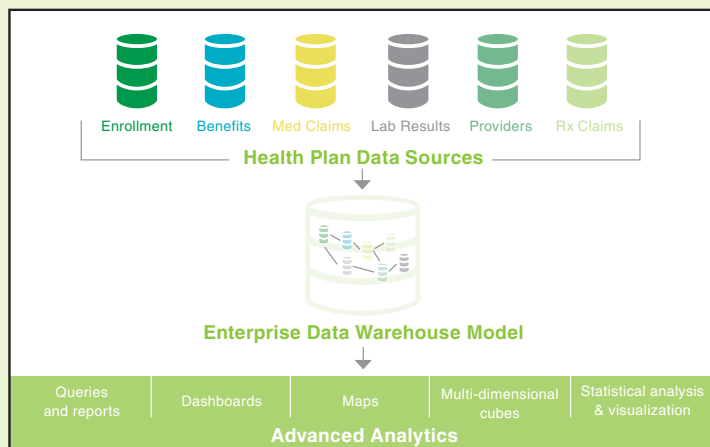 Enrollment Benefits Med Claims Lab Results Providers Rx Claims
Health Plan Data Sources
Enterprise Data Warehouse Model
Queries
and reports
Dashboards
Maps
Multi-dimensional
cubes
Statistical analysis
& visualization
Advanced Analytics